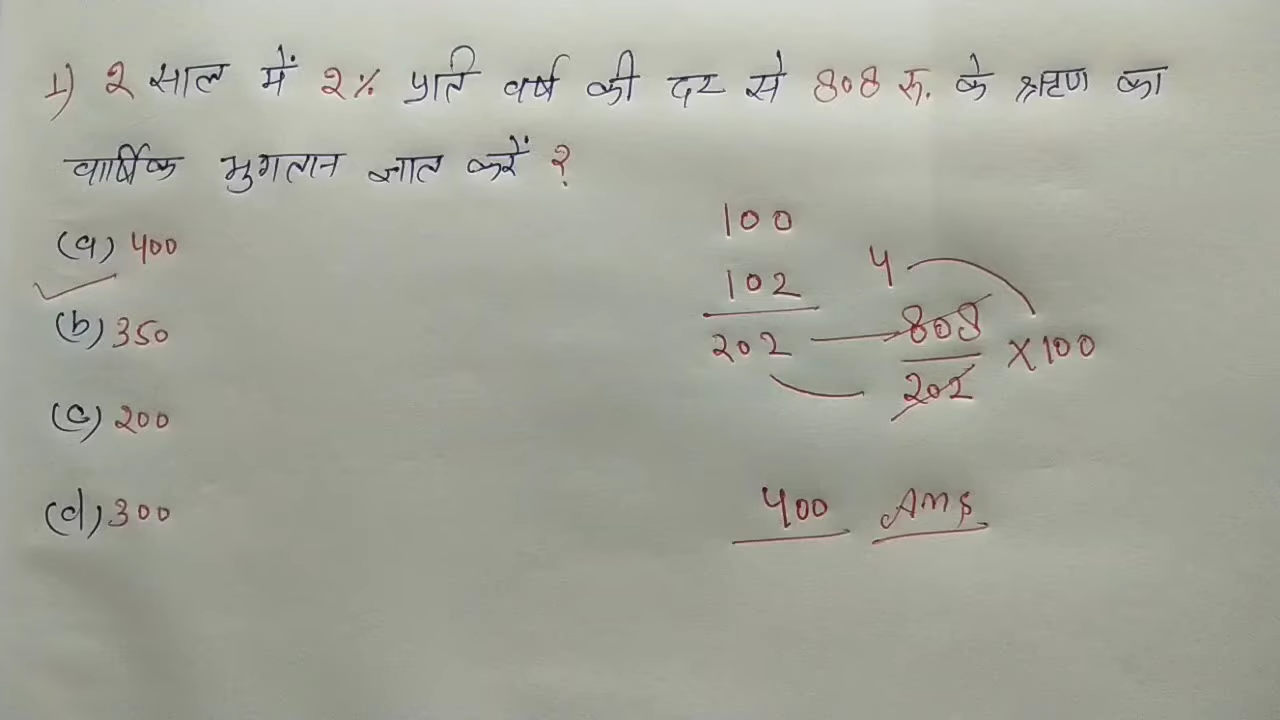 1) 2 साल में 2% प्रति वर्ष की दर से 808 रु. के ऋण का
वार्षिक भुगतान ज्ञात करें ?
(a) 400
(b) 350
(c) 200
(d) 300
100
102
202
4
808
202
×100
400 Ans